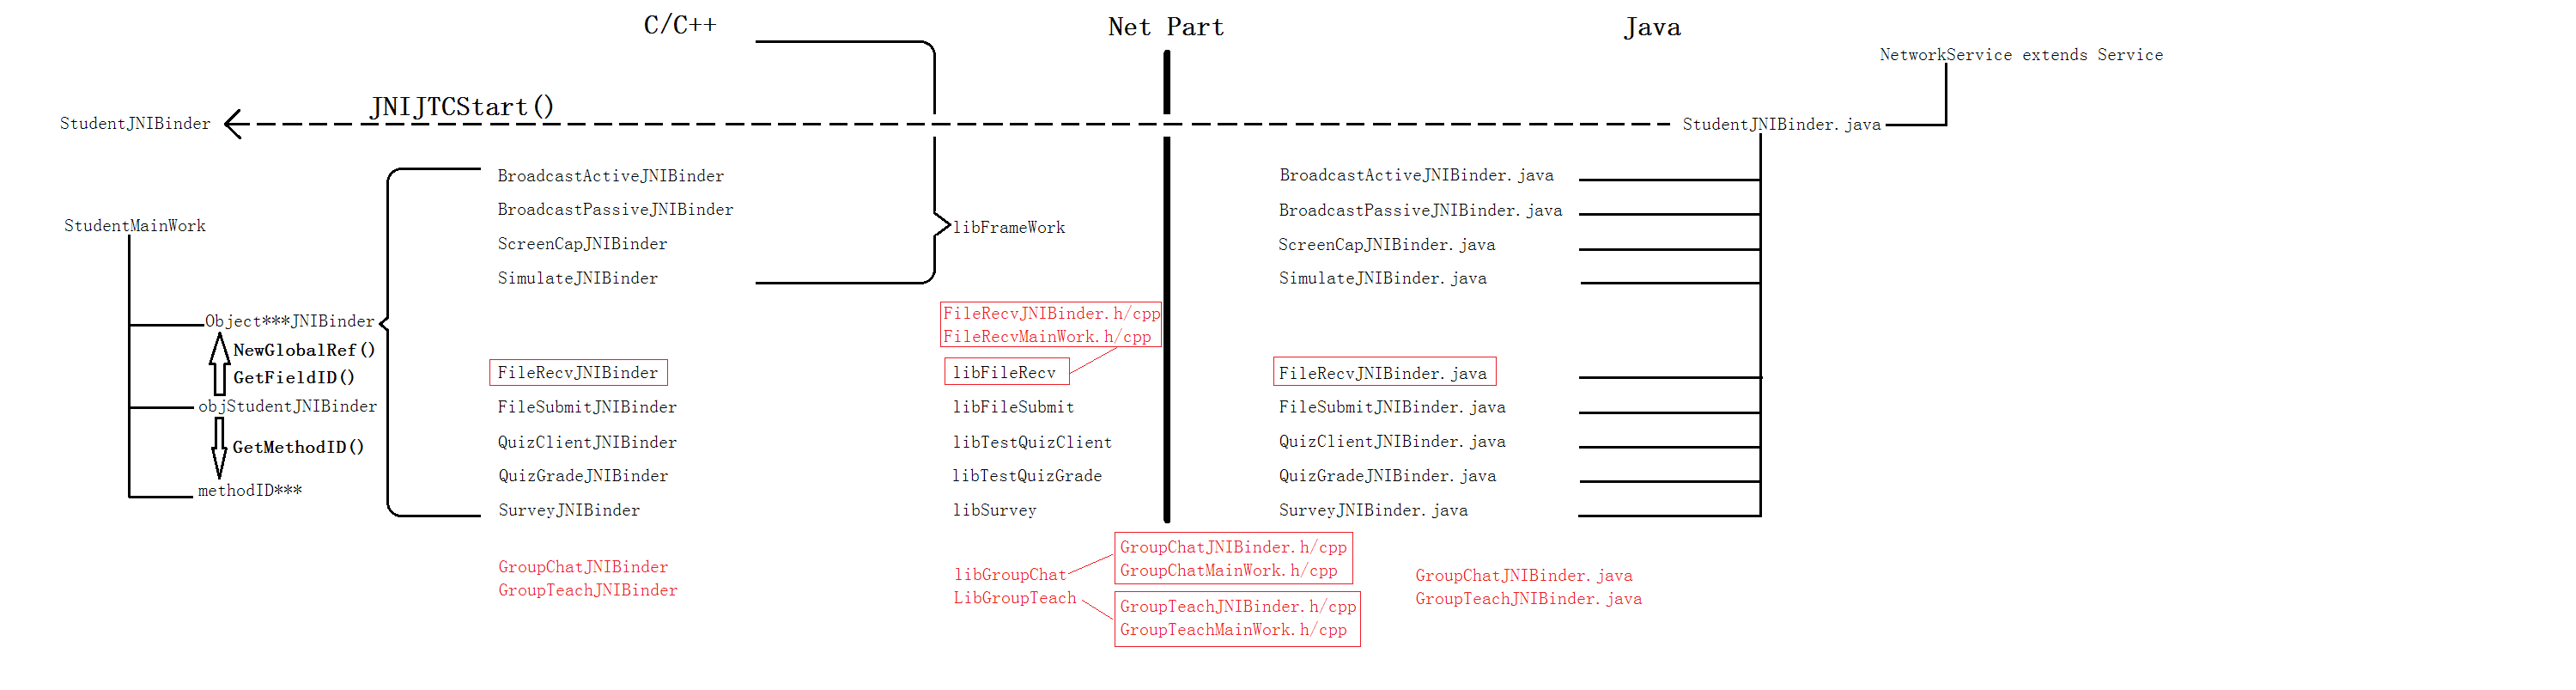 C/C++
Net Part
Java
NetworkService extends Service
JNIJTCStart()
StudentJNIBinder
StudentJNIBinder.java
BroadcastActiveJNIBinder
BroadcastActiveJNIBinder.java
BroadcastPassiveJNIBinder
BroadcastPassiveJNIBinder.java
StudentMainWork
libFrameWork
ScreenCapJNIBinder
ScreenCapJNIBinder.java
SimulateJNIBinder
SimulateJNIBinder.java
FileRecvJNIBinder.h/cpp
FileRecvMainWork.h/cpp
Object***JNIBinder
NewGlobalRef()
GetFieldID()
FileRecvJNIBinder
libFileRecv
FileRecvJNIBinder.java
objStudentJNIBinder
FileSubmitJNIBinder
libFileSubmit
FileSubmitJNIBinder.java
GetMethodID()
QuizClientJNIBinder
libTestQuizClient
QuizClientJNIBinder.java
QuizGradeJNIBinder
libTestQuizGrade
QuizGradeJNIBinder.java
methodID***
SurveyJNIBinder
libSurvey
SurveyJNIBinder.java
GroupChatJNIBinder
GroupTeachJNIBinder
libGroupChat
LibGroupTeach
GroupChatJNIBinder.h/cpp
GroupChatMainWork.h/cpp
GroupTeachJNIBinder.h/cpp
GroupTeachMainWork.h/cpp
GroupChatJNIBinder.java
GroupTeachJNIBinder.java